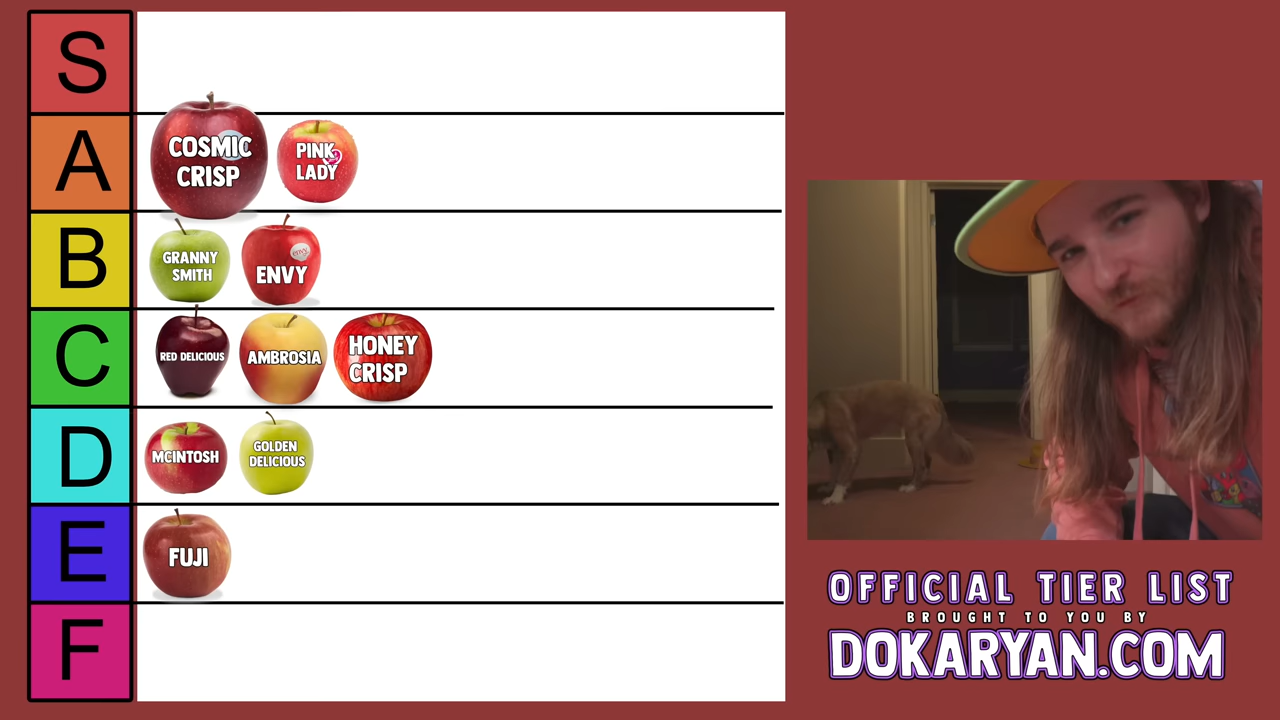 S
A
COSMIC
CRISP
PINK
LADY
B
GRANNY
SMITH
envy
ENVY
C
RED DELICIOUS
AMBROSIA
HONEY
CRISP
D
MCINTOSH
GOLDEN
DELICIOUS
E
FUJI
F
OFFICIAL TIER LIST
BROUGHT TO YOU BY
DOKARYAN.COM